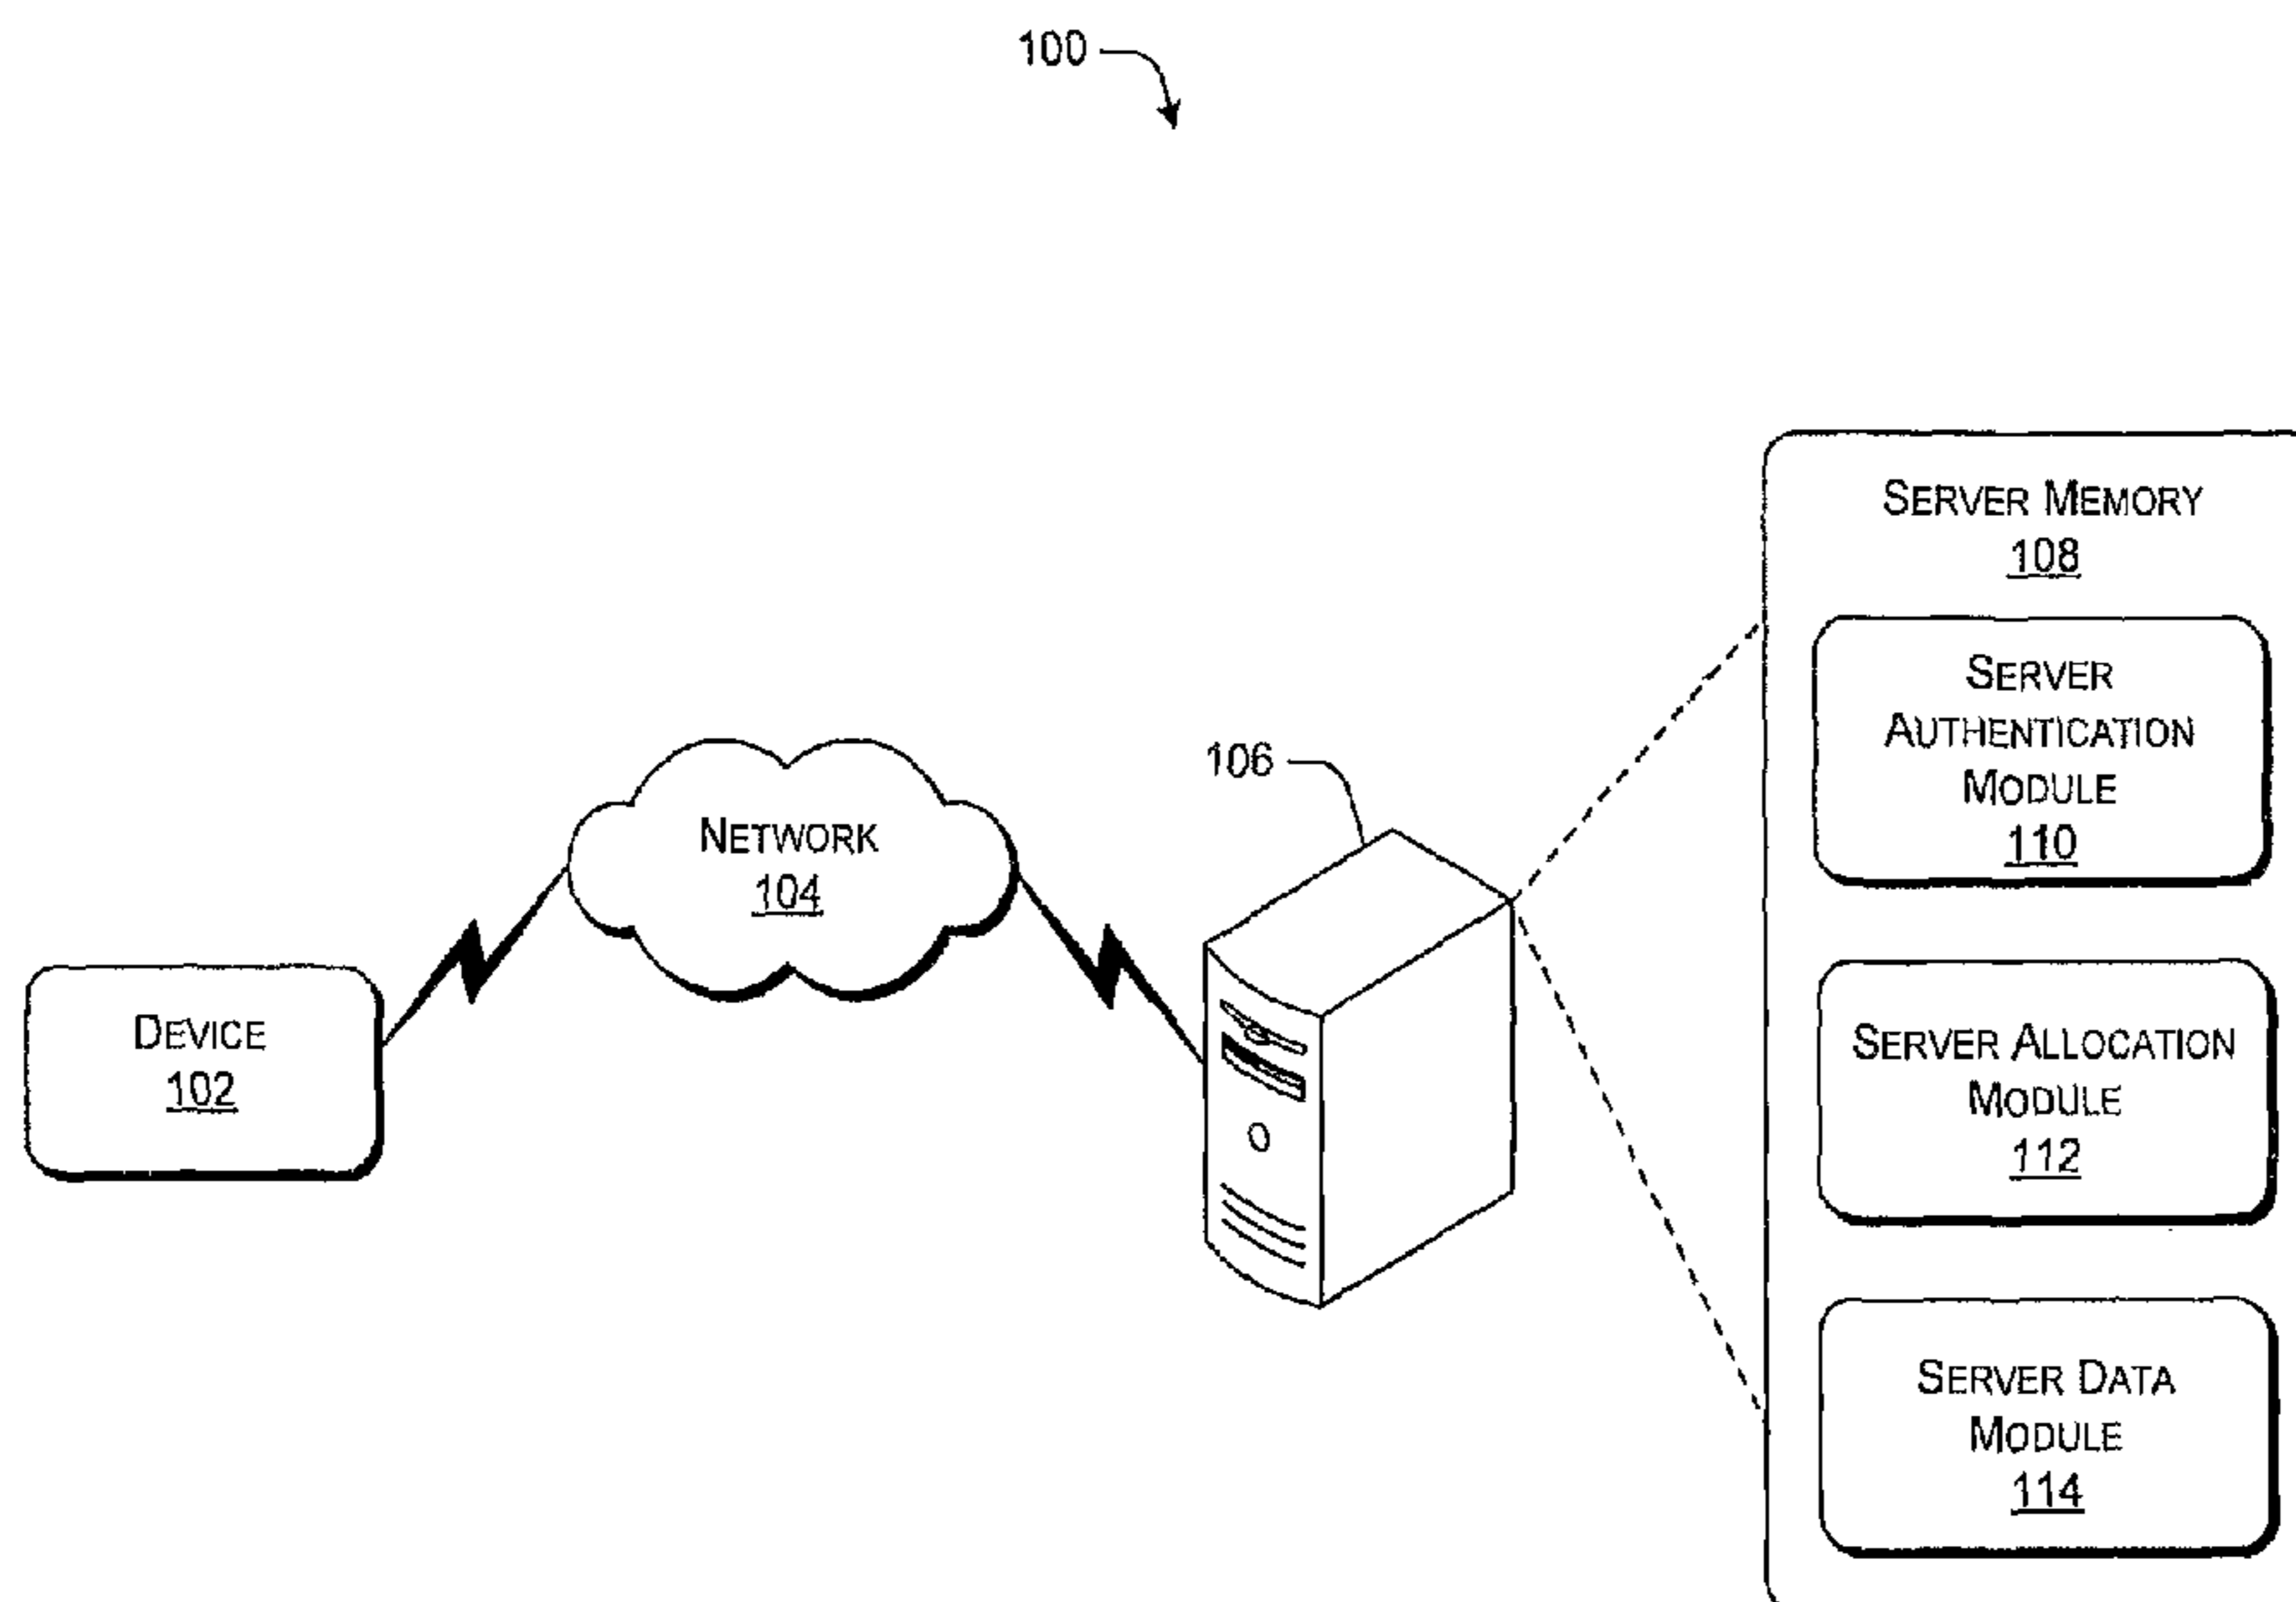 100
SERVER MEMORY
108
SERVER
AUTHENTICATION
MODULE
110
106
NETWORK
104
DEVICE
102
SERVER ALLOCATION
MODULE
112
SERVER DATA
MODULE
114